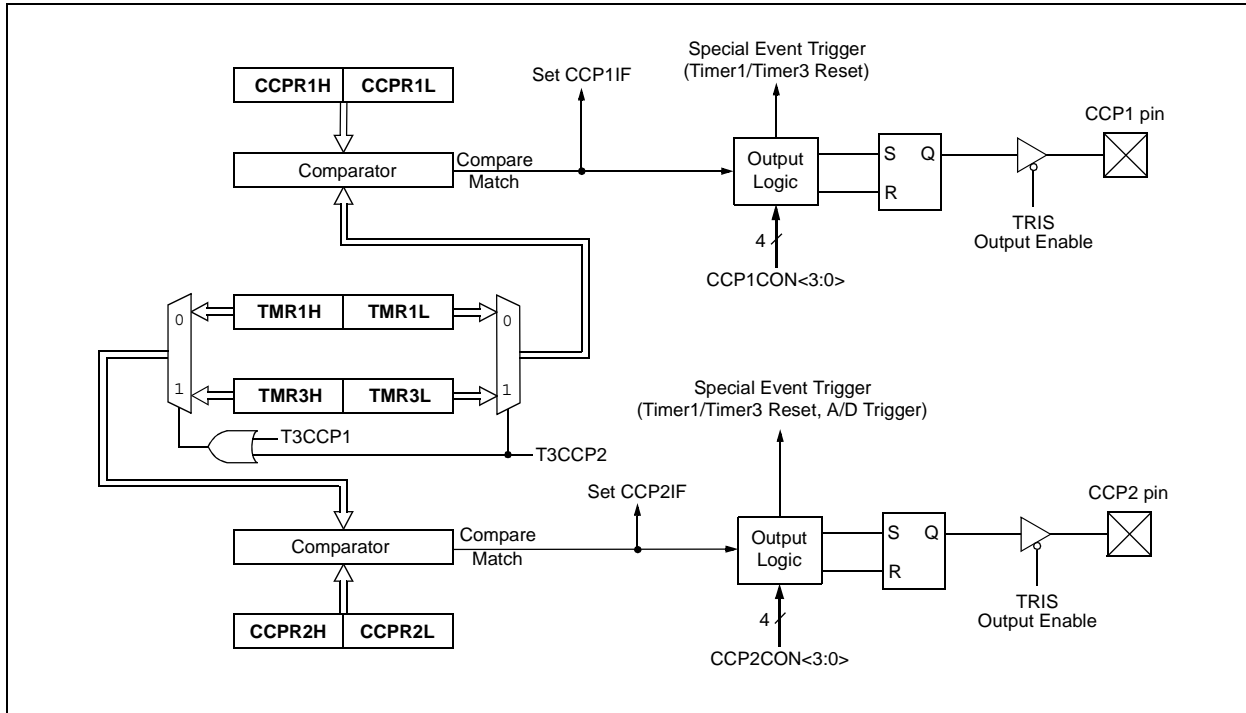 Special Event Trigger
(Timer1/Timer3 Reset)
Set CCP1IF
CCPR1H CCPR1L
CCP1 pin
Comparator
Compare
Match
Output
Logic
S Q
R
TRIS
Output Enable
4
CCP1CON<3:0>
0
TMR1H TMR1L
0
1
TMR3H TMR3L
1
T3CCP1
T3CCP2
Special Event Trigger
(Timer1/Timer3 Reset, A/D Trigger)
Set CCP2IF
CCP2 pin
Comparator
Compare
Match
Output
Logic
S Q
R
TRIS
Output Enable
4
CCPR2H CCPR2L
CCP2CON<3:0>